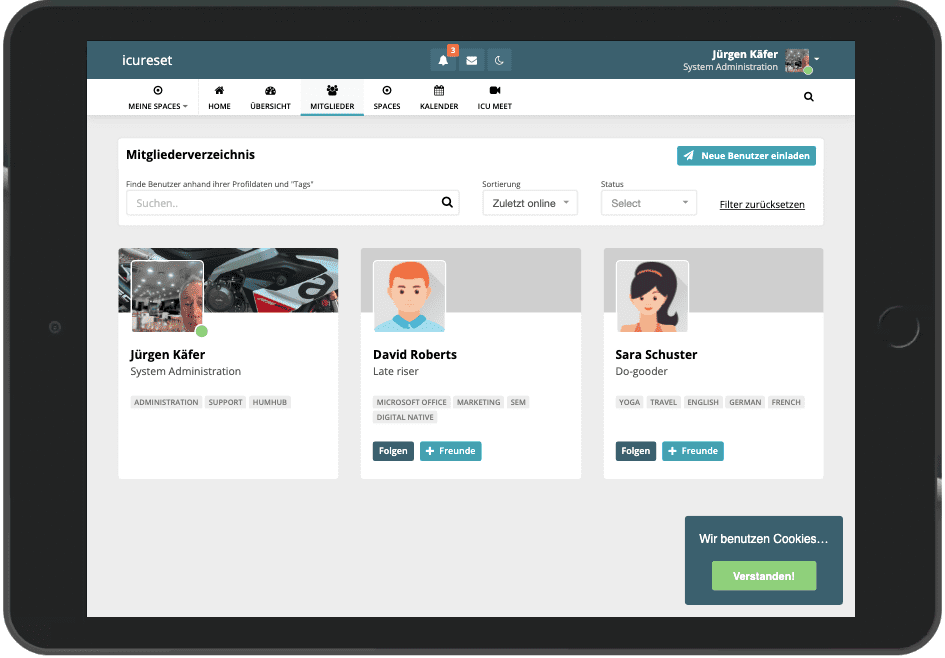 icureset
3
Jürgen Käfer
System Administration
MEINE SPACES
HOME
ÜBERSICHT
MITGLIEDER
SPACES
KALENDER
ICU MEET
Mitgliederverzeichnis
Neue Benutzer einladen
Finde Benutzer anhand ihrer Profildaten und "Tags"
Sortierung
Status
Suchen..
Zuletzt online
Select
Filter zurücksetzen
Jürgen Käfer
System Administration
ADMINISTRATION SUPPORT HUMHUB
David Roberts
Late riser
MICROSOFT OFFICE MARKETING SEM
DIGITAL NATIVE
Folgen
Freunde
Sara Schuster
Do-gooder
YOGA TRAVEL ENGLISH GERMAN FRENCH
Folgen
Freunde
Wir benutzen Cookies...
Verstanden!